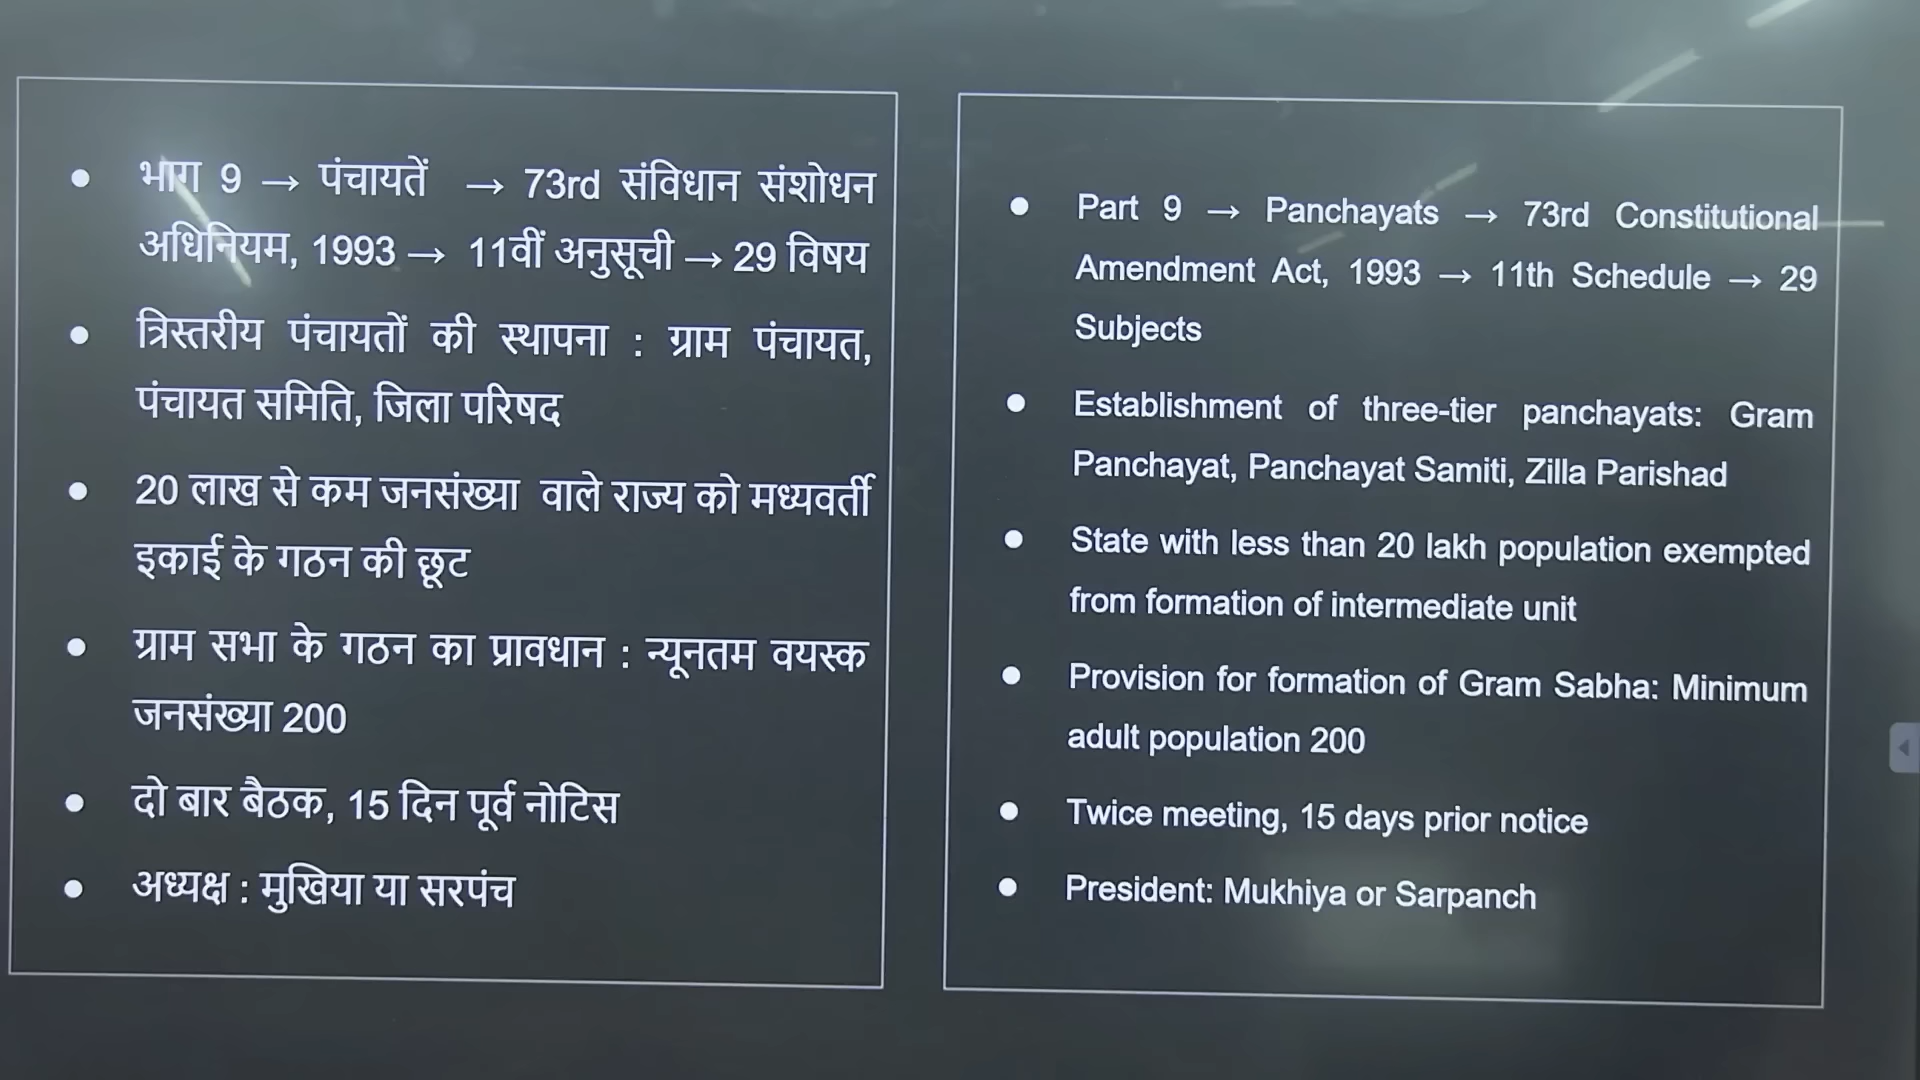 • भाग 9 → पंचायतें → 73rd संविधान संशोधन
अधिनियम, 1993 → 11वीं अनुसूची → 29 विषय
• त्रिस्तरीय पंचायतों की स्थापना : ग्राम पंचायत,
पंचायत समिति, जिला परिषद
• 20 लाख से कम जनसंख्या वाले राज्य को मध्यवर्ती
इकाई के गठन की छूट
• ग्राम सभा के गठन का प्रावधान : न्यूनतम वयस्क
जनसंख्या 200
• दो बार बैठक, 15 दिन पूर्व नोटिस
• अध्यक्ष : मुखिया या सरपंच
• Part 9 → Panchayats → 73rd Constitutional
Amendment Act, 1993 → 11th Schedule → 29
Subjects
• Establishment of three-tier panchayats: Gram
Panchayat, Panchayat Samiti, Zilla Parishad
• State with less than 20 lakh population exempted
from formation of intermediate unit
• Provision for formation of Gram Sabha: Minimum
adult population 200
• Twice meeting, 15 days prior notice
• President: Mukhiya or Sarpanch